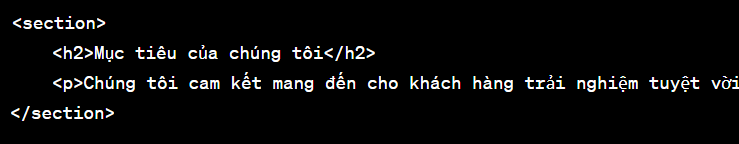 <section>
<h2>Mục tiêu của chúng tôi</h2>
<p>Chúng tôi cam kết mang đến cho khách hàng trải nghiệm tuyệt vời
</section>